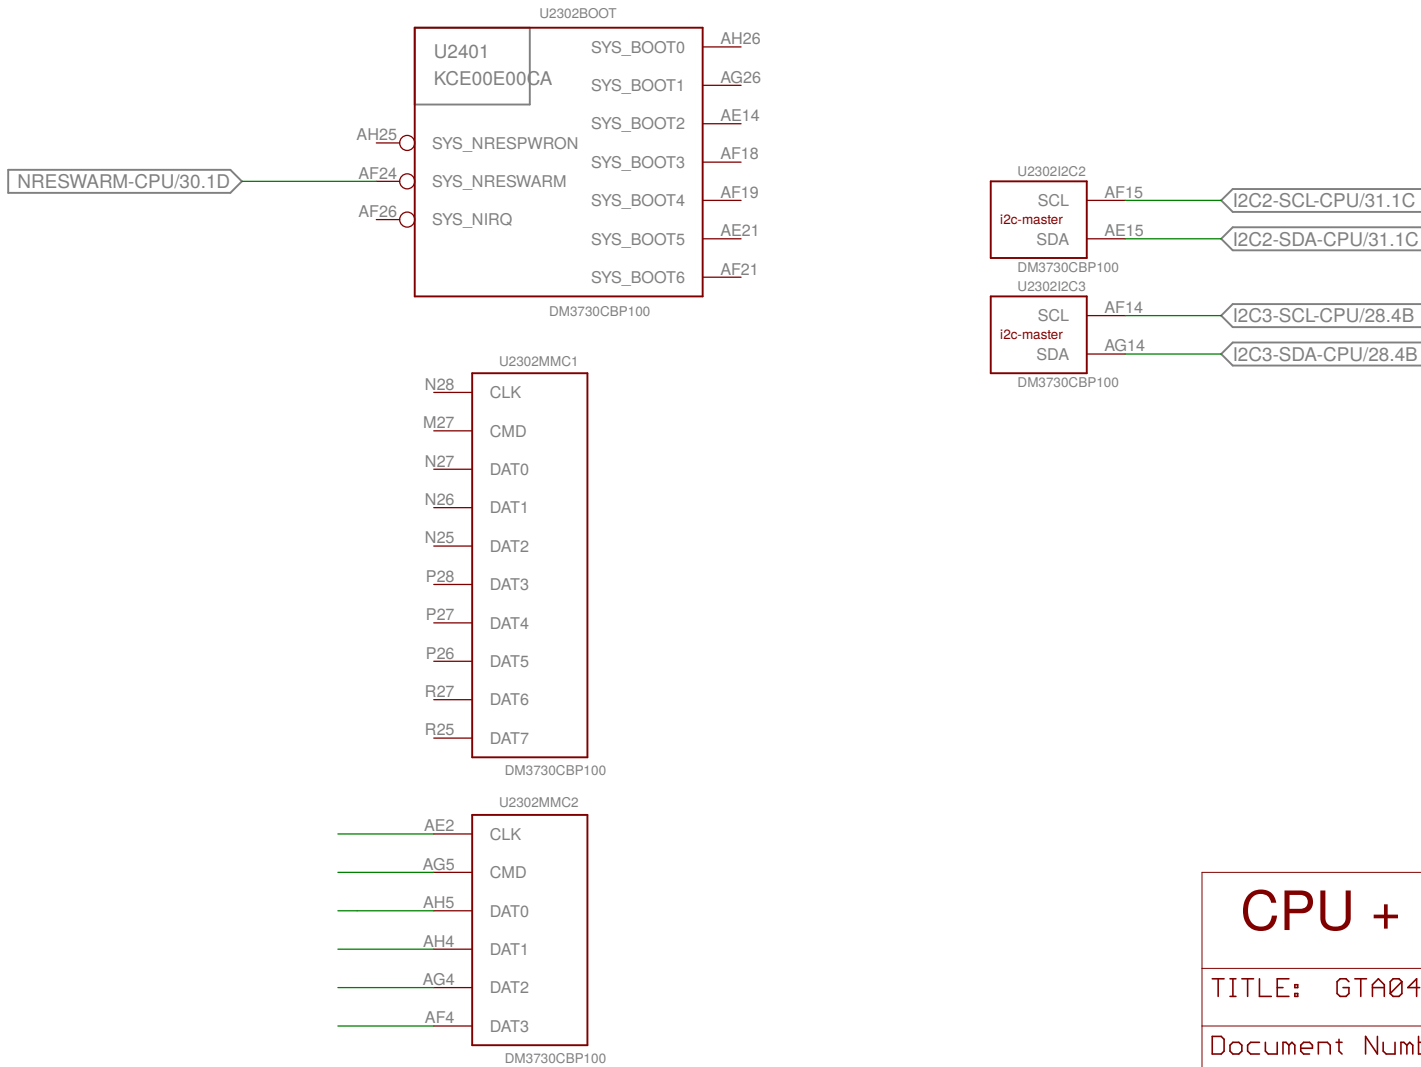 U2302BOOT
U2401
KCE00E00CA
SYS_BOOT0 AH26
SYS_BOOT1 AG26
SYS_BOOT2 AE14
AH25 SYS_NRESPWRON
SYS_BOOT3 AF18
NRESWARM-CPU/30.1D AF24 SYS_NRESWARM
SYS_BOOT4 AF19
AF26 SYS_NIRQ
SYS_BOOT5 AE21
SYS_BOOT6 AF21
DM3730CBP100
U2302I2C2
SCL AF15 I2C2-SCL-CPU/31.1C
i2c-master
SDA AE15 I2C2-SDA-CPU/31.1C
DM3730CBP100
U2302I2C3
SCL AF14 I2C3-SCL-CPU/28.4B
i2c-master
SDA AG14 I2C3-SDA-CPU/28.4B
DM3730CBP100
U2302MMC1
N28 CLK
M27 CMD
N27 DAT0
N26 DAT1
N25 DAT2
P28 DAT3
P27 DAT4
P26 DAT5
R27 DAT6
R25 DAT7
DM3730CBP100
U2302MMC2
AE2 CLK
AG5 CMD
AH5 DAT0
AH4 DAT1
AG4 DAT2
AF4 DAT3
DM3730CBP100
CPU +
TITLE: GTA04
Document Numb